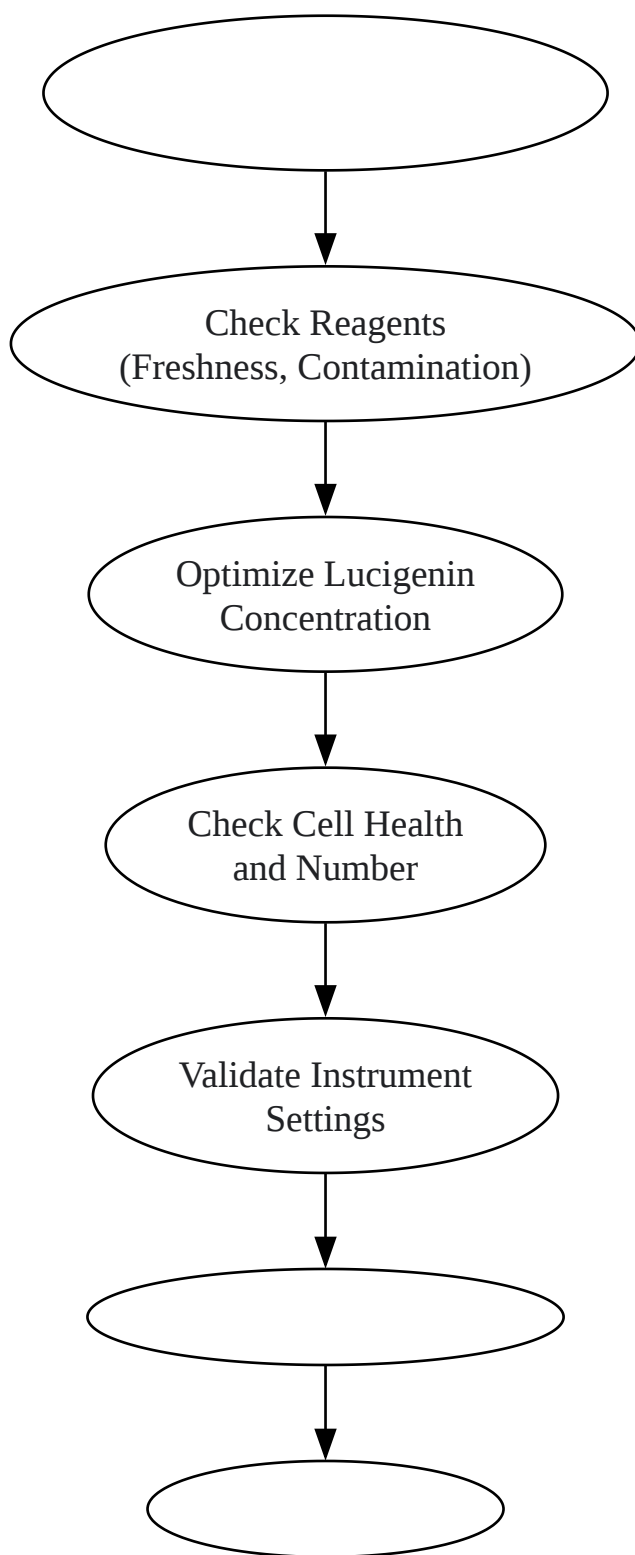 Check Reagents
(Freshness, Contamination)
Optimize Lucigenin
Concentration
Check Cell Health
and Number
Validate Instrument
Settings